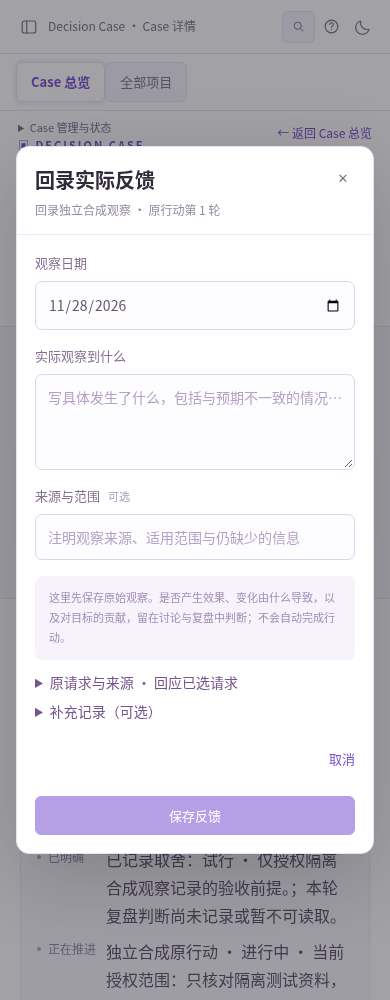 Decision Case · Case 详情
Case 总览
全部项目
▶ Case 管理与状态
← 返回 Case 总览
DECISION CASE
回录实际反馈
×
回录独立合成观察 · 原行动第 1 轮
观察日期
11/28/2026
实际观察到什么
写具体发生了什么，包括与预期不一致的情况…
来源与范围 可选
注明观察来源、适用范围与仍缺少的信息
这里先保存原始观察。是否产生效果、变化由什么导致，以
及对目标的贡献，留在讨论与复盘中判断；不会自动完成行
动。
▶ 原请求与来源 · 回应已选请求
▶ 补充记录（可选）
取消
保存反馈
• 已明确 已记录取舍：试行 · 仅授权隔离
合成观察记录的验收前提。；本轮
复盘判断尚未记录或暂不可读取。
• 正在推进 独立合成原行动 · 进行中 · 当前
授权范围：只核对隔离测试资料，